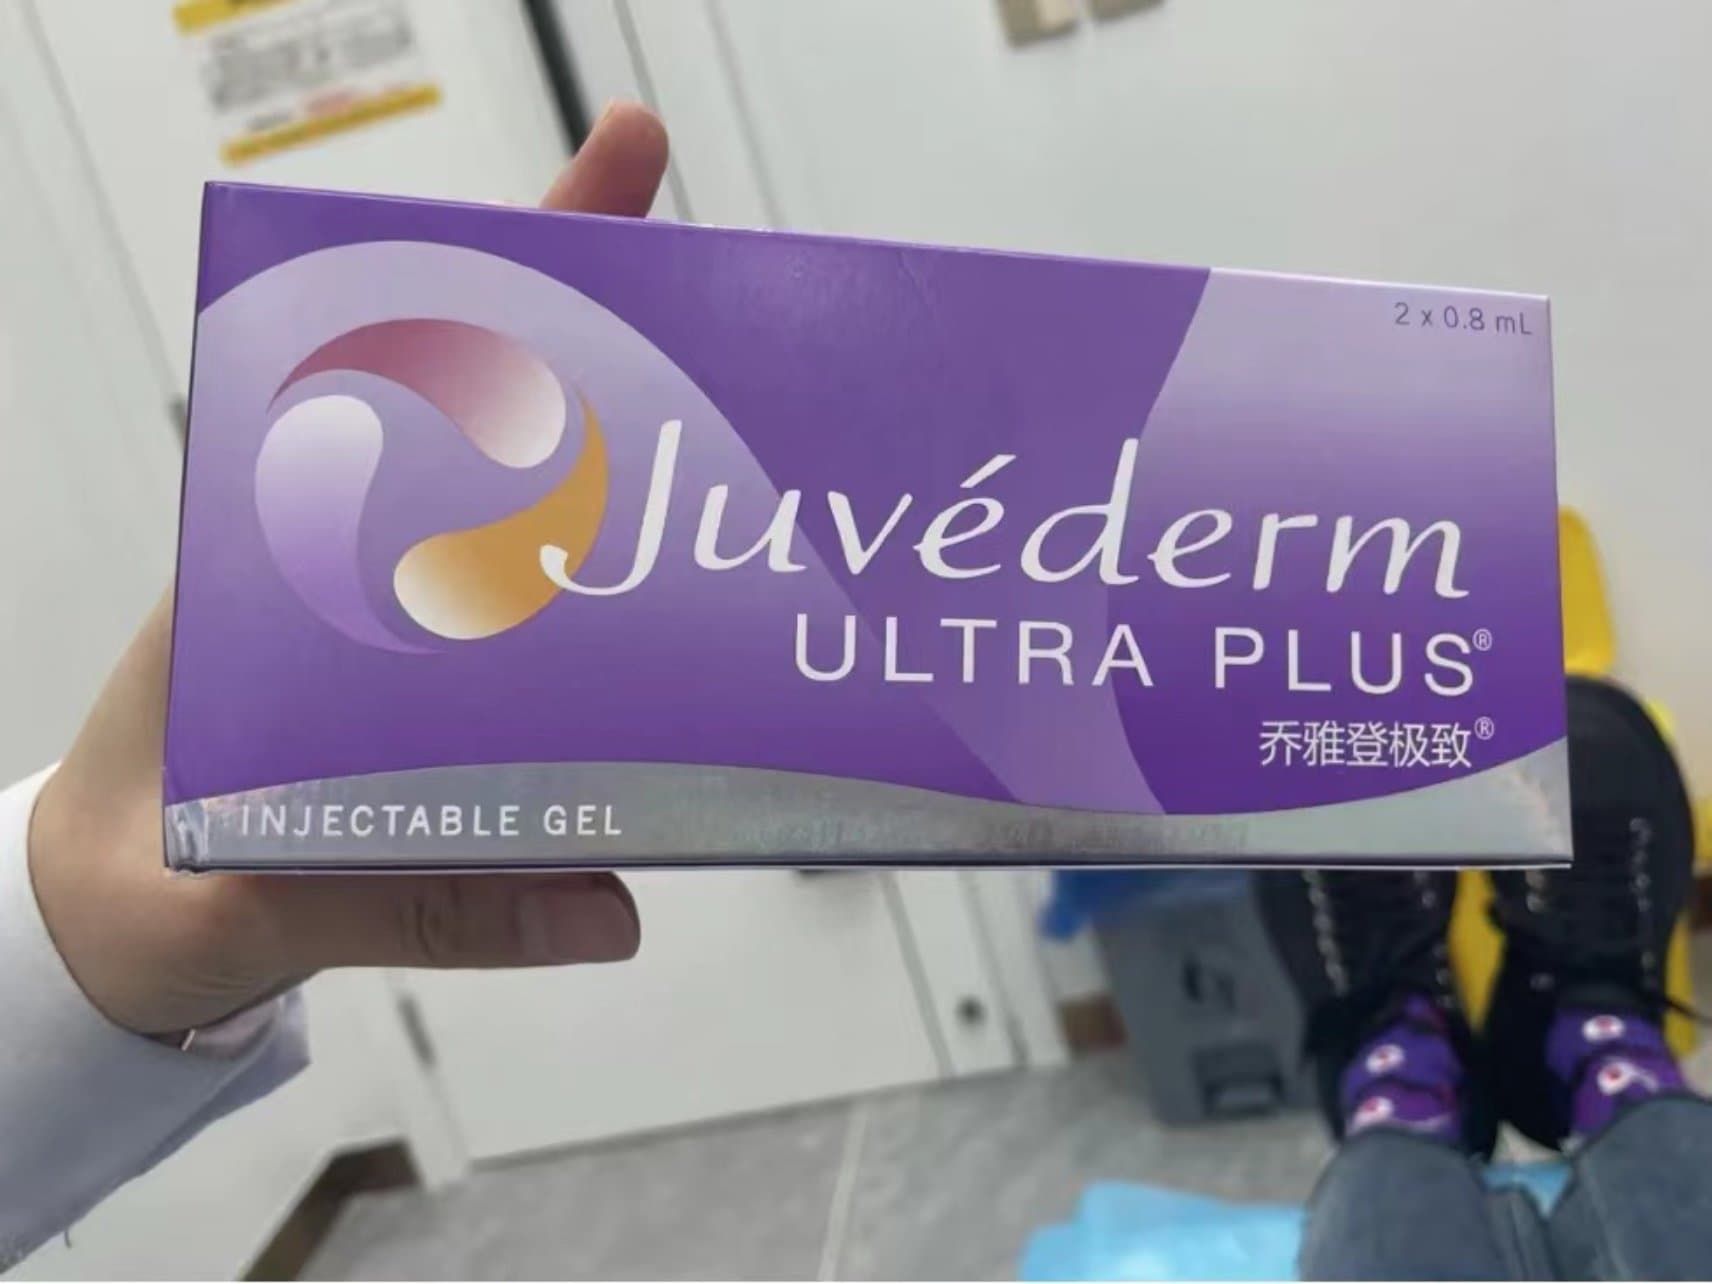 2 x 0.8 mL
Juvéderm
ULTRA PLUS®
乔雅登极致®
INJECTABLE GEL